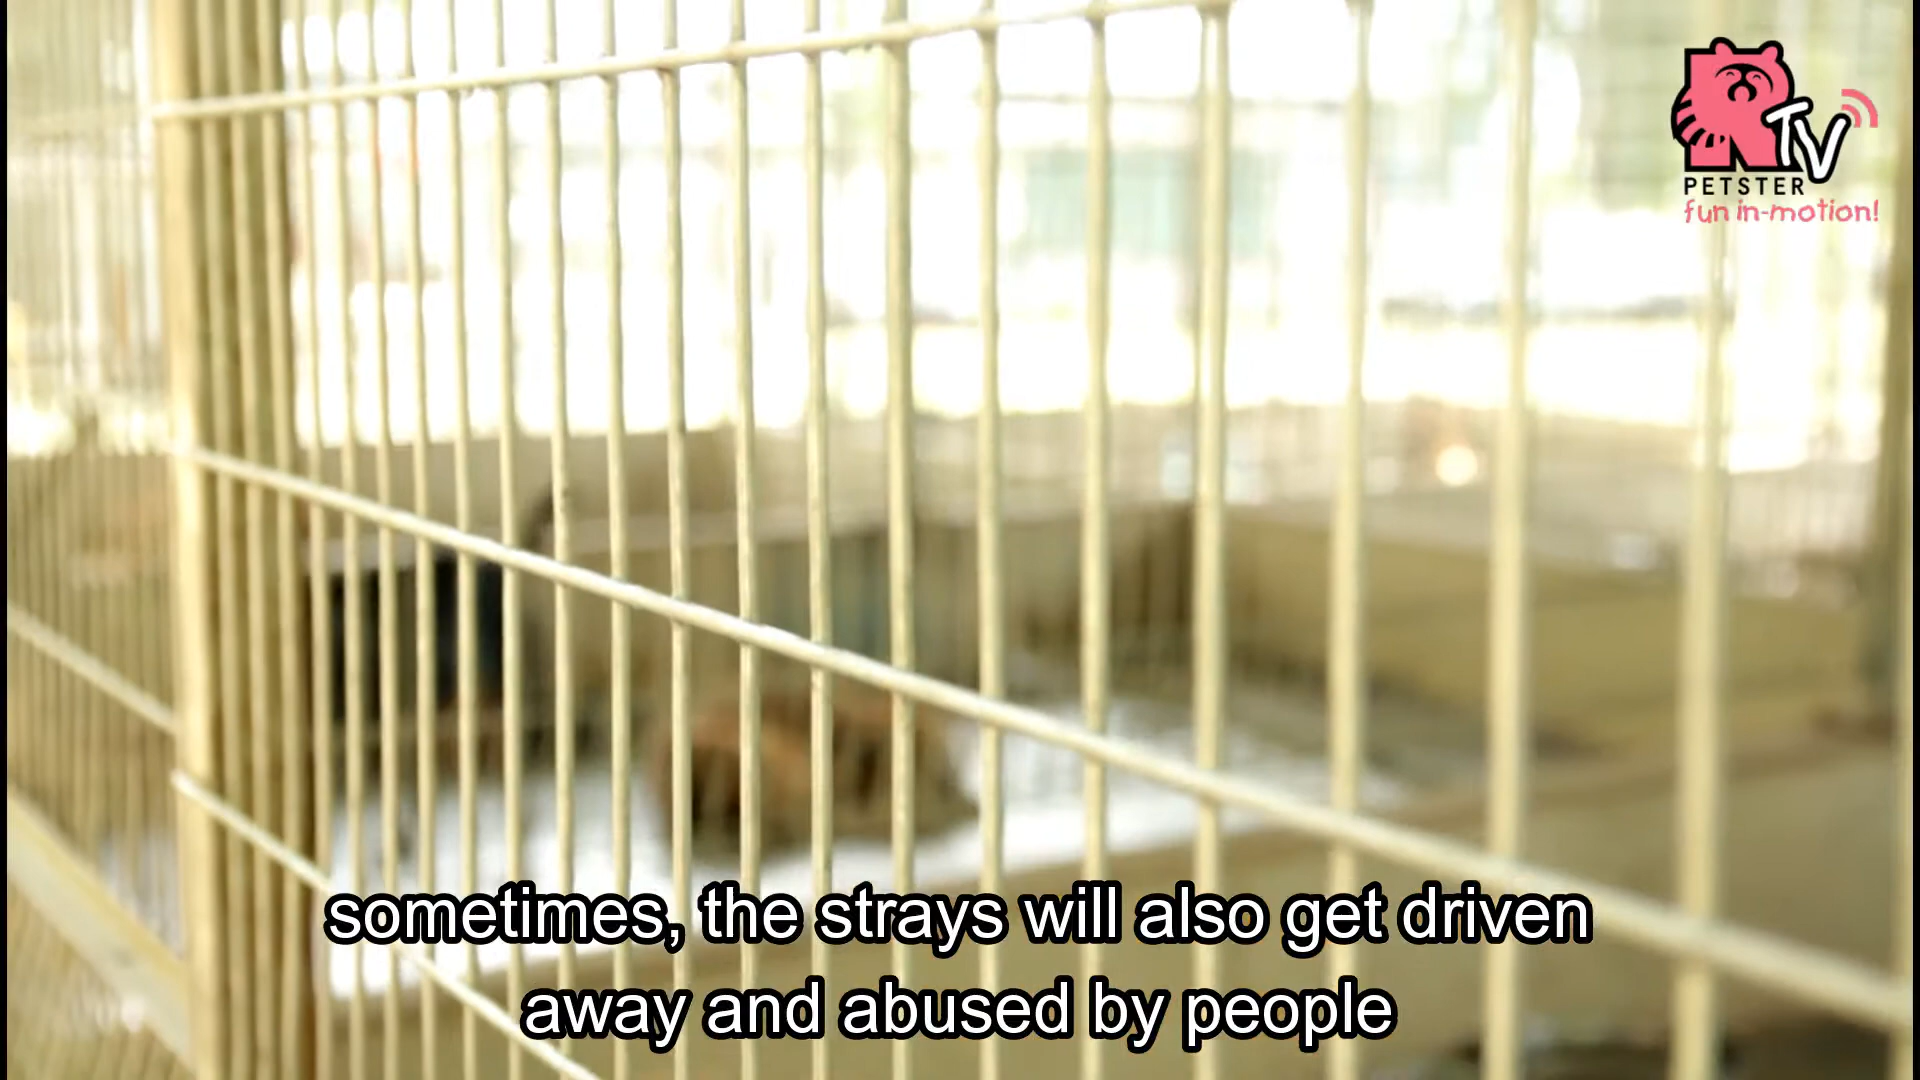 TV
PETSTER
fun in-motion!
sometimes, the strays will also get driven
away and abused by people